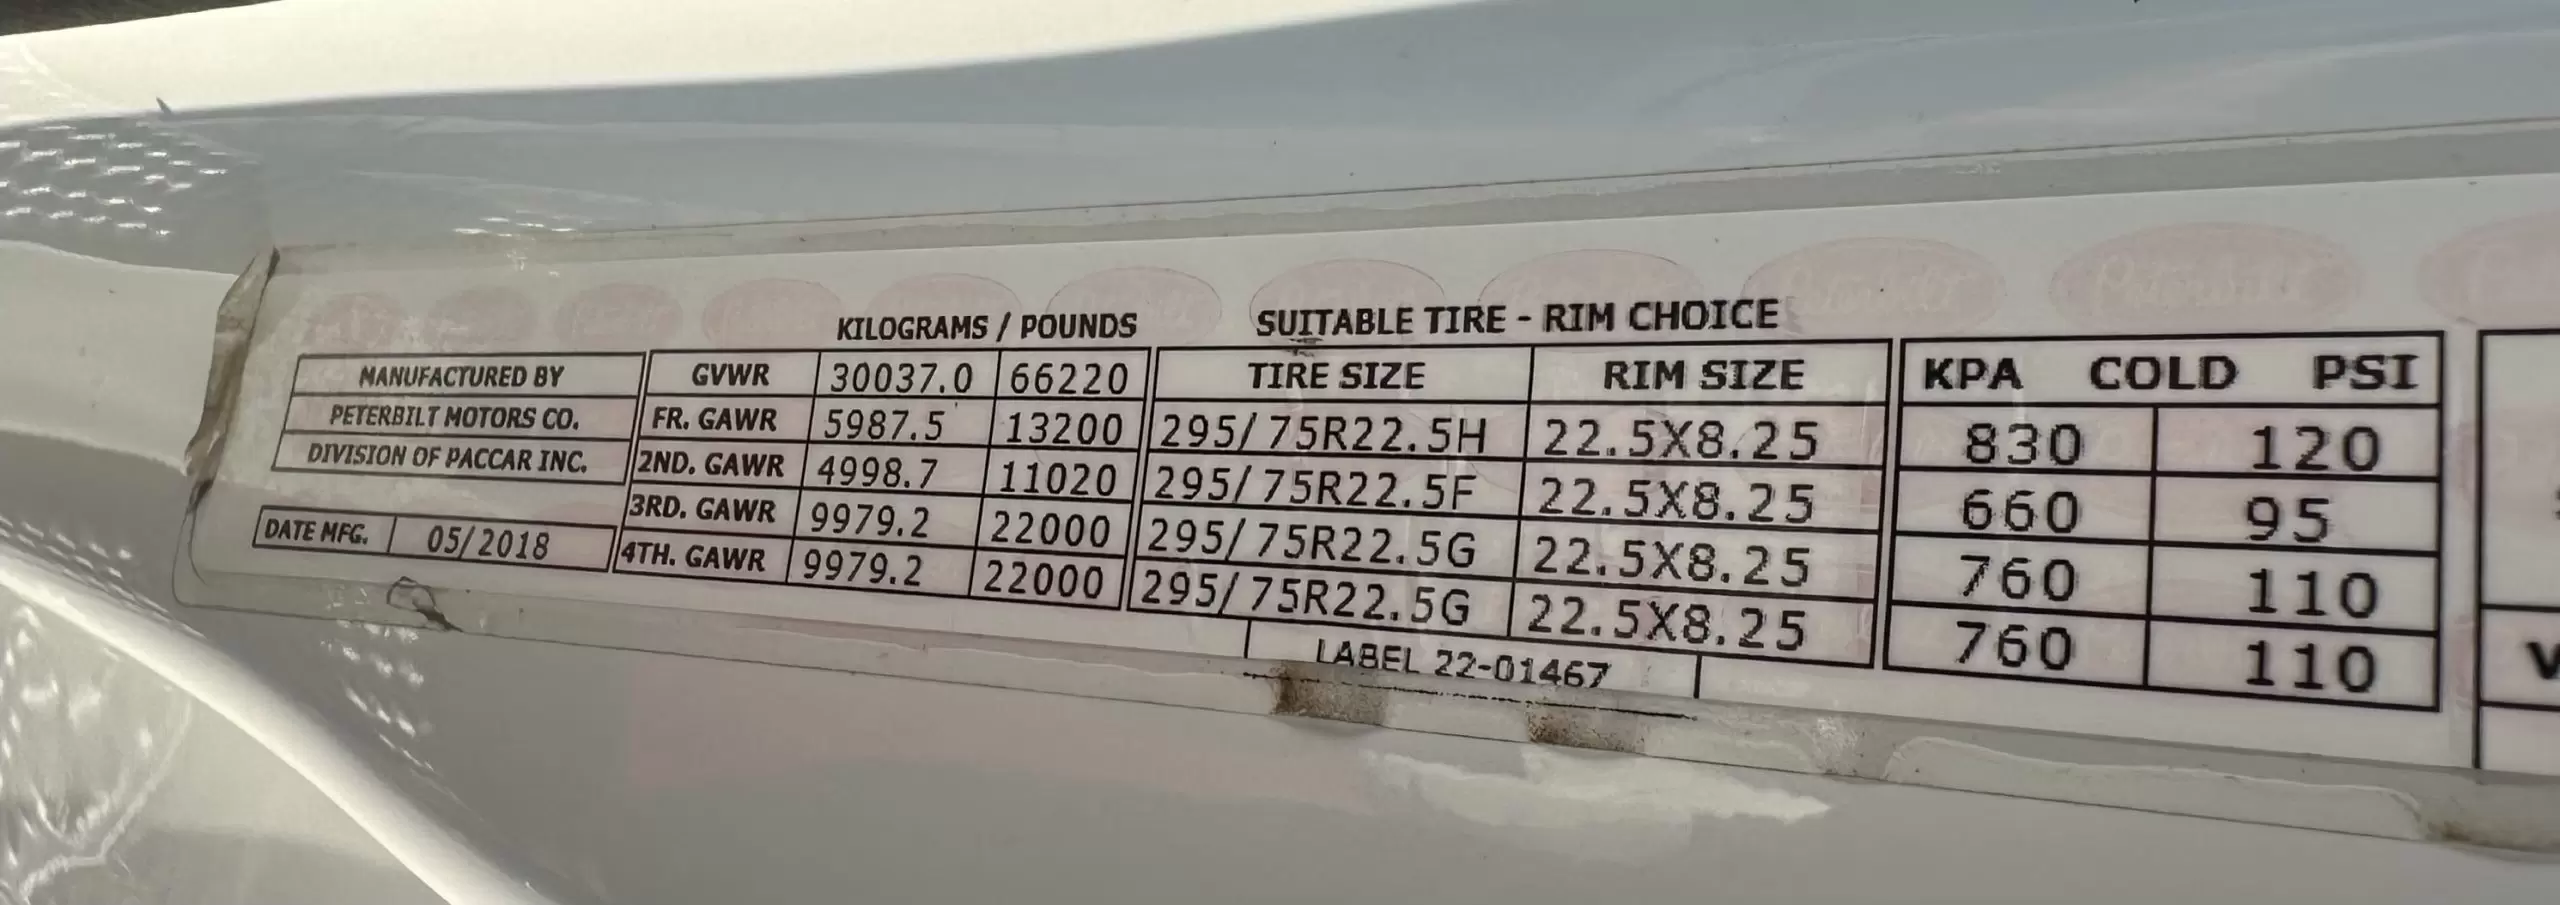 KILOGRAMS / POUNDS SUITABLE TIRE - RIM CHOICE
MANUFACTURED BY GVWR 30037.0 66220 TIRE SIZE RIM SIZE KPA COLD PSI
PETERBILT MOTORS CO. FR. GAWR 5987.5 13200 295/75R22.5H 22.5X8.25 830 120
DIVISION OF PACCAR INC. 2ND. GAWR 4998.7 11020 295/75R22.5F 22.5X8.25 660 95
3RD. GAWR 9979.2 22000 295/75R22.5G 22.5X8.25 760 110
DATE MFG. 05/2018 4TH. GAWR 9979.2 22000 295/75R22.5G 22.5X8.25 760 110
LABEL 22-01467